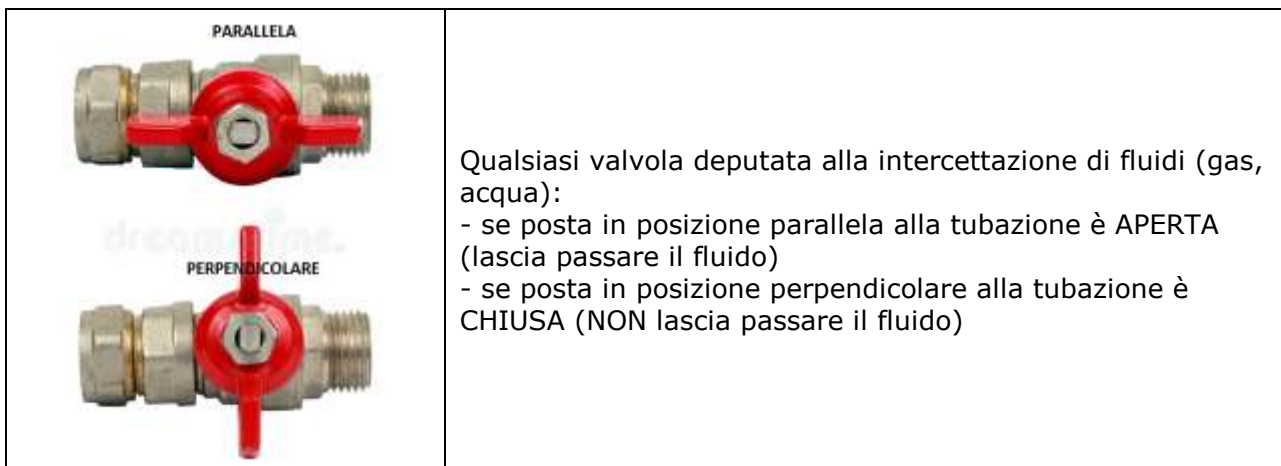 PARALLELA
dreamstime.
PERPENDICOLARE
Qualsiasi valvola deputata alla intercettazione di fluidi (gas,
acqua):
- se posta in posizione parallela alla tubazione è APERTA
(lascia passare il fluido)
- se posta in posizione perpendicolare alla tubazione è
CHIUSA (NON lascia passare il fluido)